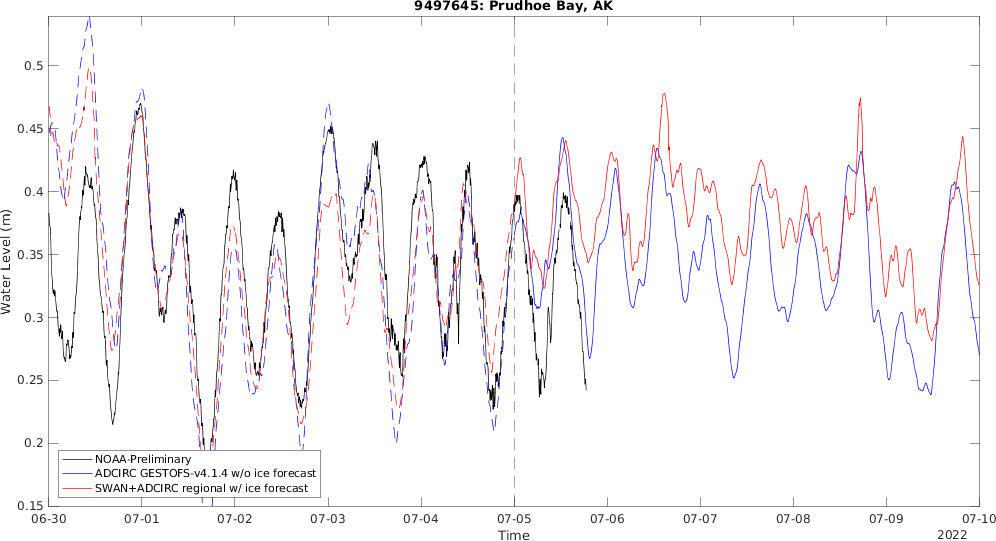 9497645: Prudhoe Bay, AK
Water Level (m)
0.5
0.45
0.4
0.35
0.3
0.25
0.2
0.15
NOAA-Preliminary
ADCIRC GESTOFS-v4.1.4 w/o ice forecast
SWAN+ADCIRC regional w/ ice forecast
06-30 07-01 07-02 07-03 07-04 07-05 07-06 07-07 07-08 07-09 07-10
Time
2022